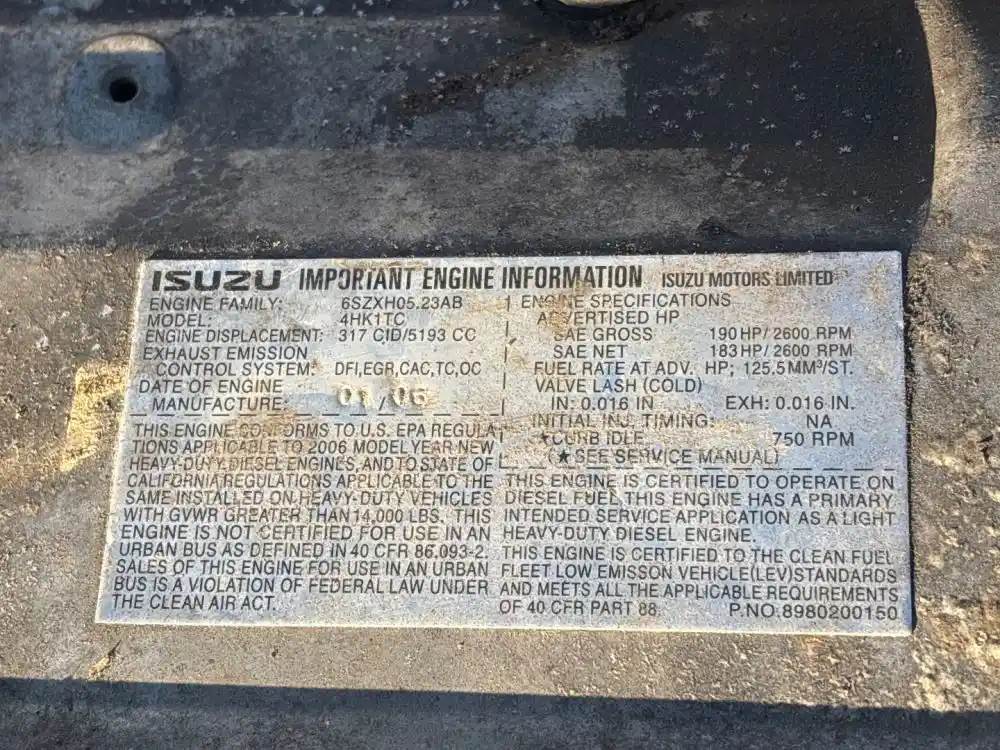 ISUZU IMPORTANT ENGINE INFORMATION ISUZU MOTORS LIMITED
ENGINE FAMILY: 6SZXH05.23AB
MODEL: 4HK1TC
ENGINE DISPLACEMENT: 317 CID/5193 CC
EXHAUST EMISSION
CONTROL SYSTEM: DFI,EGR,CAC,TC,OC
DATE OF ENGINE
MANUFACTURE: 01/06
THIS ENGINE CONFORMS TO U.S. EPA REGULA
TIONS APPLICABLE TO 2006 MODEL YEAR NEW
HEAVY-DUTY DIESEL ENGINES, AND TO STATE OF
CALIFORNIA REGULATIONS APPLICABLE TO THE
SAME INSTALLED ON HEAVY-DUTY VEHICLES
WITH GVWR GREATER THAN 14,000 LBS. THIS
ENGINE IS NOT CERTIFIED FOR USE IN AN
URBAN BUS AS DEFINED IN 40 CFR 86.093-2.
SALES OF THIS ENGINE FOR USE IN AN URBAN
BUS IS A VIOLATION OF FEDERAL LAW UNDER
THE CLEAN AIR ACT.
ENGINE SPECIFICATIONS
ADVERTISED HP
SAE GROSS 190 HP/2600 RPM
SAE NET 183 HP/2600 RPM
FUEL RATE AT ADV. HP; 125.5MM³/ST.
VALVE LASH (COLD)
IN: 0.016 IN EXH: 0.016 IN.
INITIAL INJ. TIMING: NA
★CURB IDLE 750 RPM
(★SEE SERVICE MANUAL)
THIS ENGINE IS CERTIFIED TO OPERATE ON
DIESEL FUEL. THIS ENGINE HAS A PRIMARY
INTENDED SERVICE APPLICATION AS A LIGHT
HEAVY-DUTY DIESEL ENGINE.
THIS ENGINE IS CERTIFIED TO THE CLEAN FUEL
FLEET LOW EMISSON VEHICLE(LEV)STANDARDS
AND MEETS ALL THE APPLICABLE REQUIREMENTS
OF 40 CFR PART 88. P.NO.8980200150